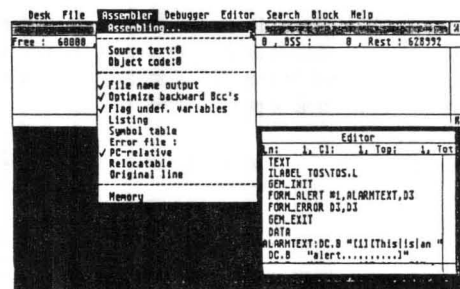 Desk File Assembler Debugger Editor Search Block Help
Assembling...
Free : 60000
0 , BSS : 0 , Rest : 628992
Source text:0
Object code:0
✓ File name output
✓ Optimize backward Bcc's
✓ Flag undef. variables
Listing
Symbol table
Error file :
✓ PC-relative
Relocatable
Original line
Memory
Editor
Ln: 1, Cl: 1, Top: 1, Tot
TEXT
ILABEL TOS\TOS.L
GEM_INIT
FORM_ALERT #1,ALARMTEXT,D3
FORM_ERROR D3,D3
GEM_EXIT
DATA
ALARMTEXT:DC.B "[1][This|is|an "
DC.B "alert..........]"